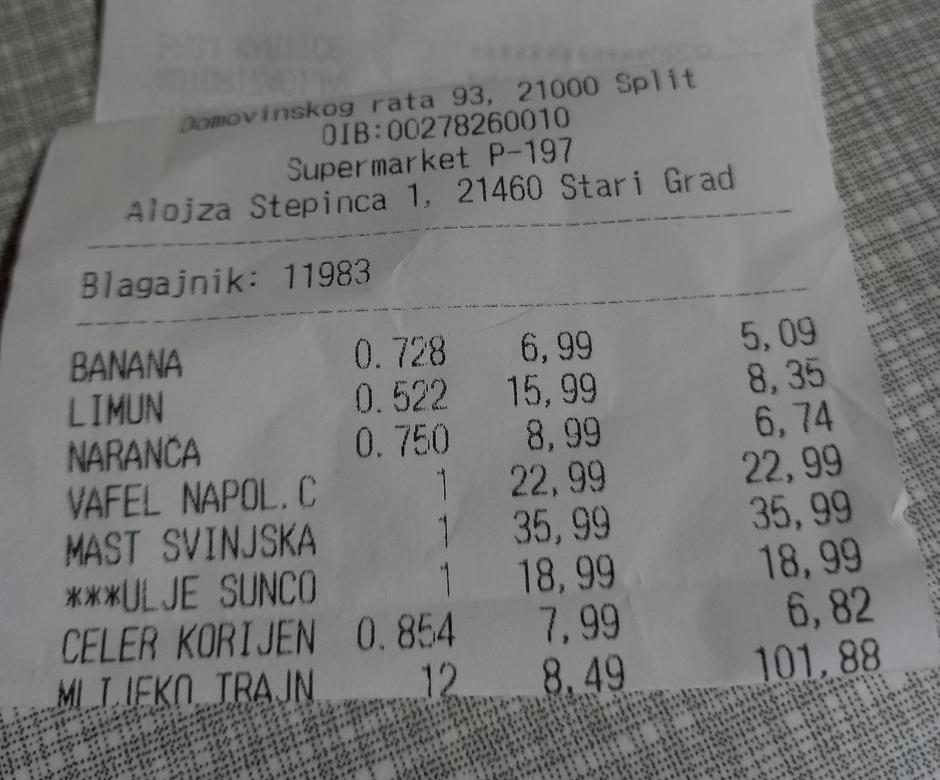 Domovinskog rata 93, 21000 Split
OIB:00278260010
Supermarket P-197
Alojza Stepinca 1, 21460 Stari Grad
Blagajnik: 11983
BANANA 0.728 6,99 5,09
LIMUN 0.522 15,99 8,35
NARANČA 0.750 8,99 6,74
VAFEL NAPOL.C 1 22,99 22,99
MAST SVINJSKA 1 35,99 35,99
***ULJE SUNCO 1 18,99 18,99
CELER KORIJEN 0.854 7,99 6,82
MLIJEKO TRAJN 12 8,49 101,88